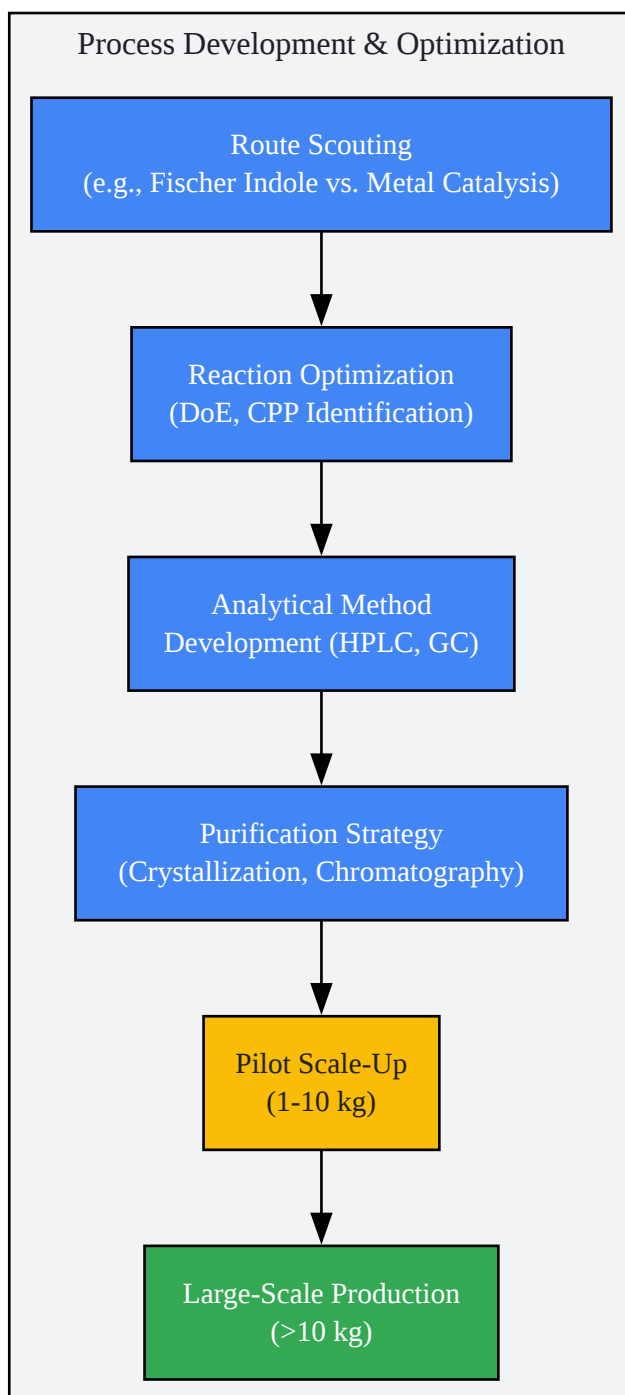 Process Development & Optimization
Route Scouting
(e.g., Fischer Indole vs. Metal Catalysis)
Reaction Optimization
(DoE, CPP Identification)
Analytical Method
Development (HPLC, GC)
Purification Strategy
(Crystallization, Chromatography)
Pilot Scale-Up
(1-10 kg)
Large-Scale Production
(>10 kg)